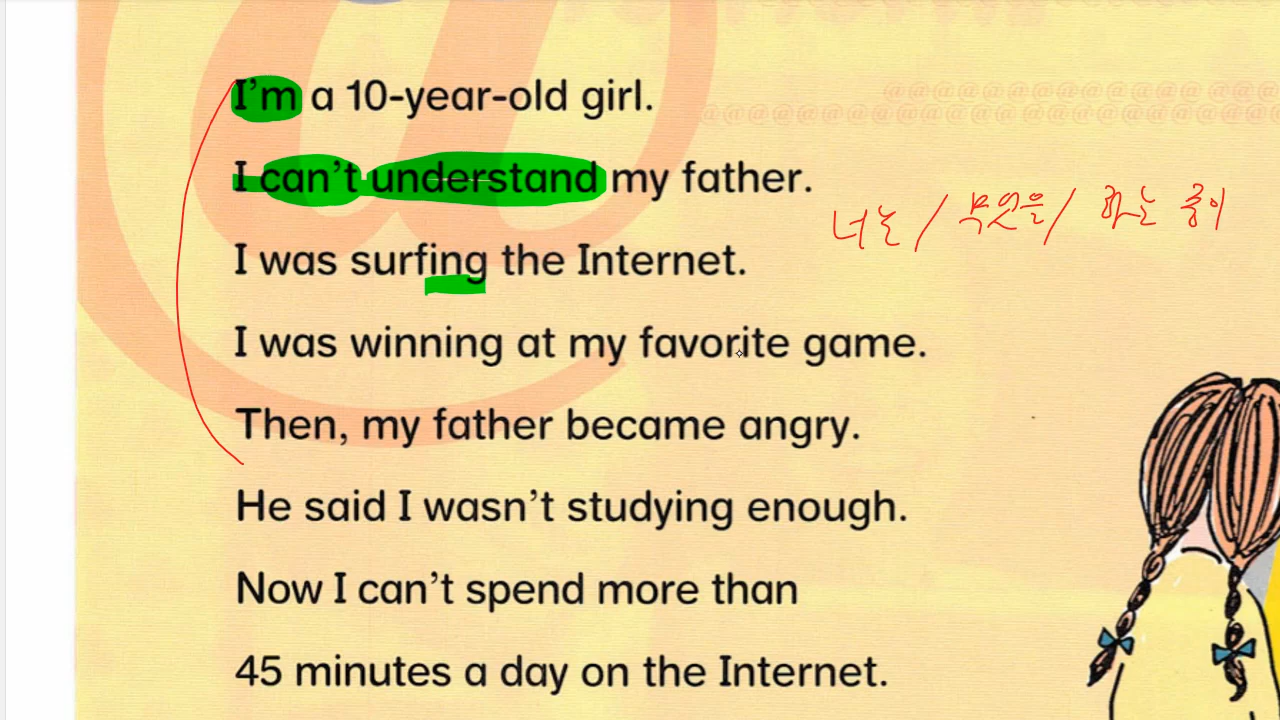 I'm a 10-year-old girl.
I can't understand my father.
너는 / 무엇을 / 하는 중이
I was surfing the Internet.
I was winning at my favorite game.
Then, my father became angry.
He said I wasn't studying enough.
Now I can't spend more than
45 minutes a day on the Internet.